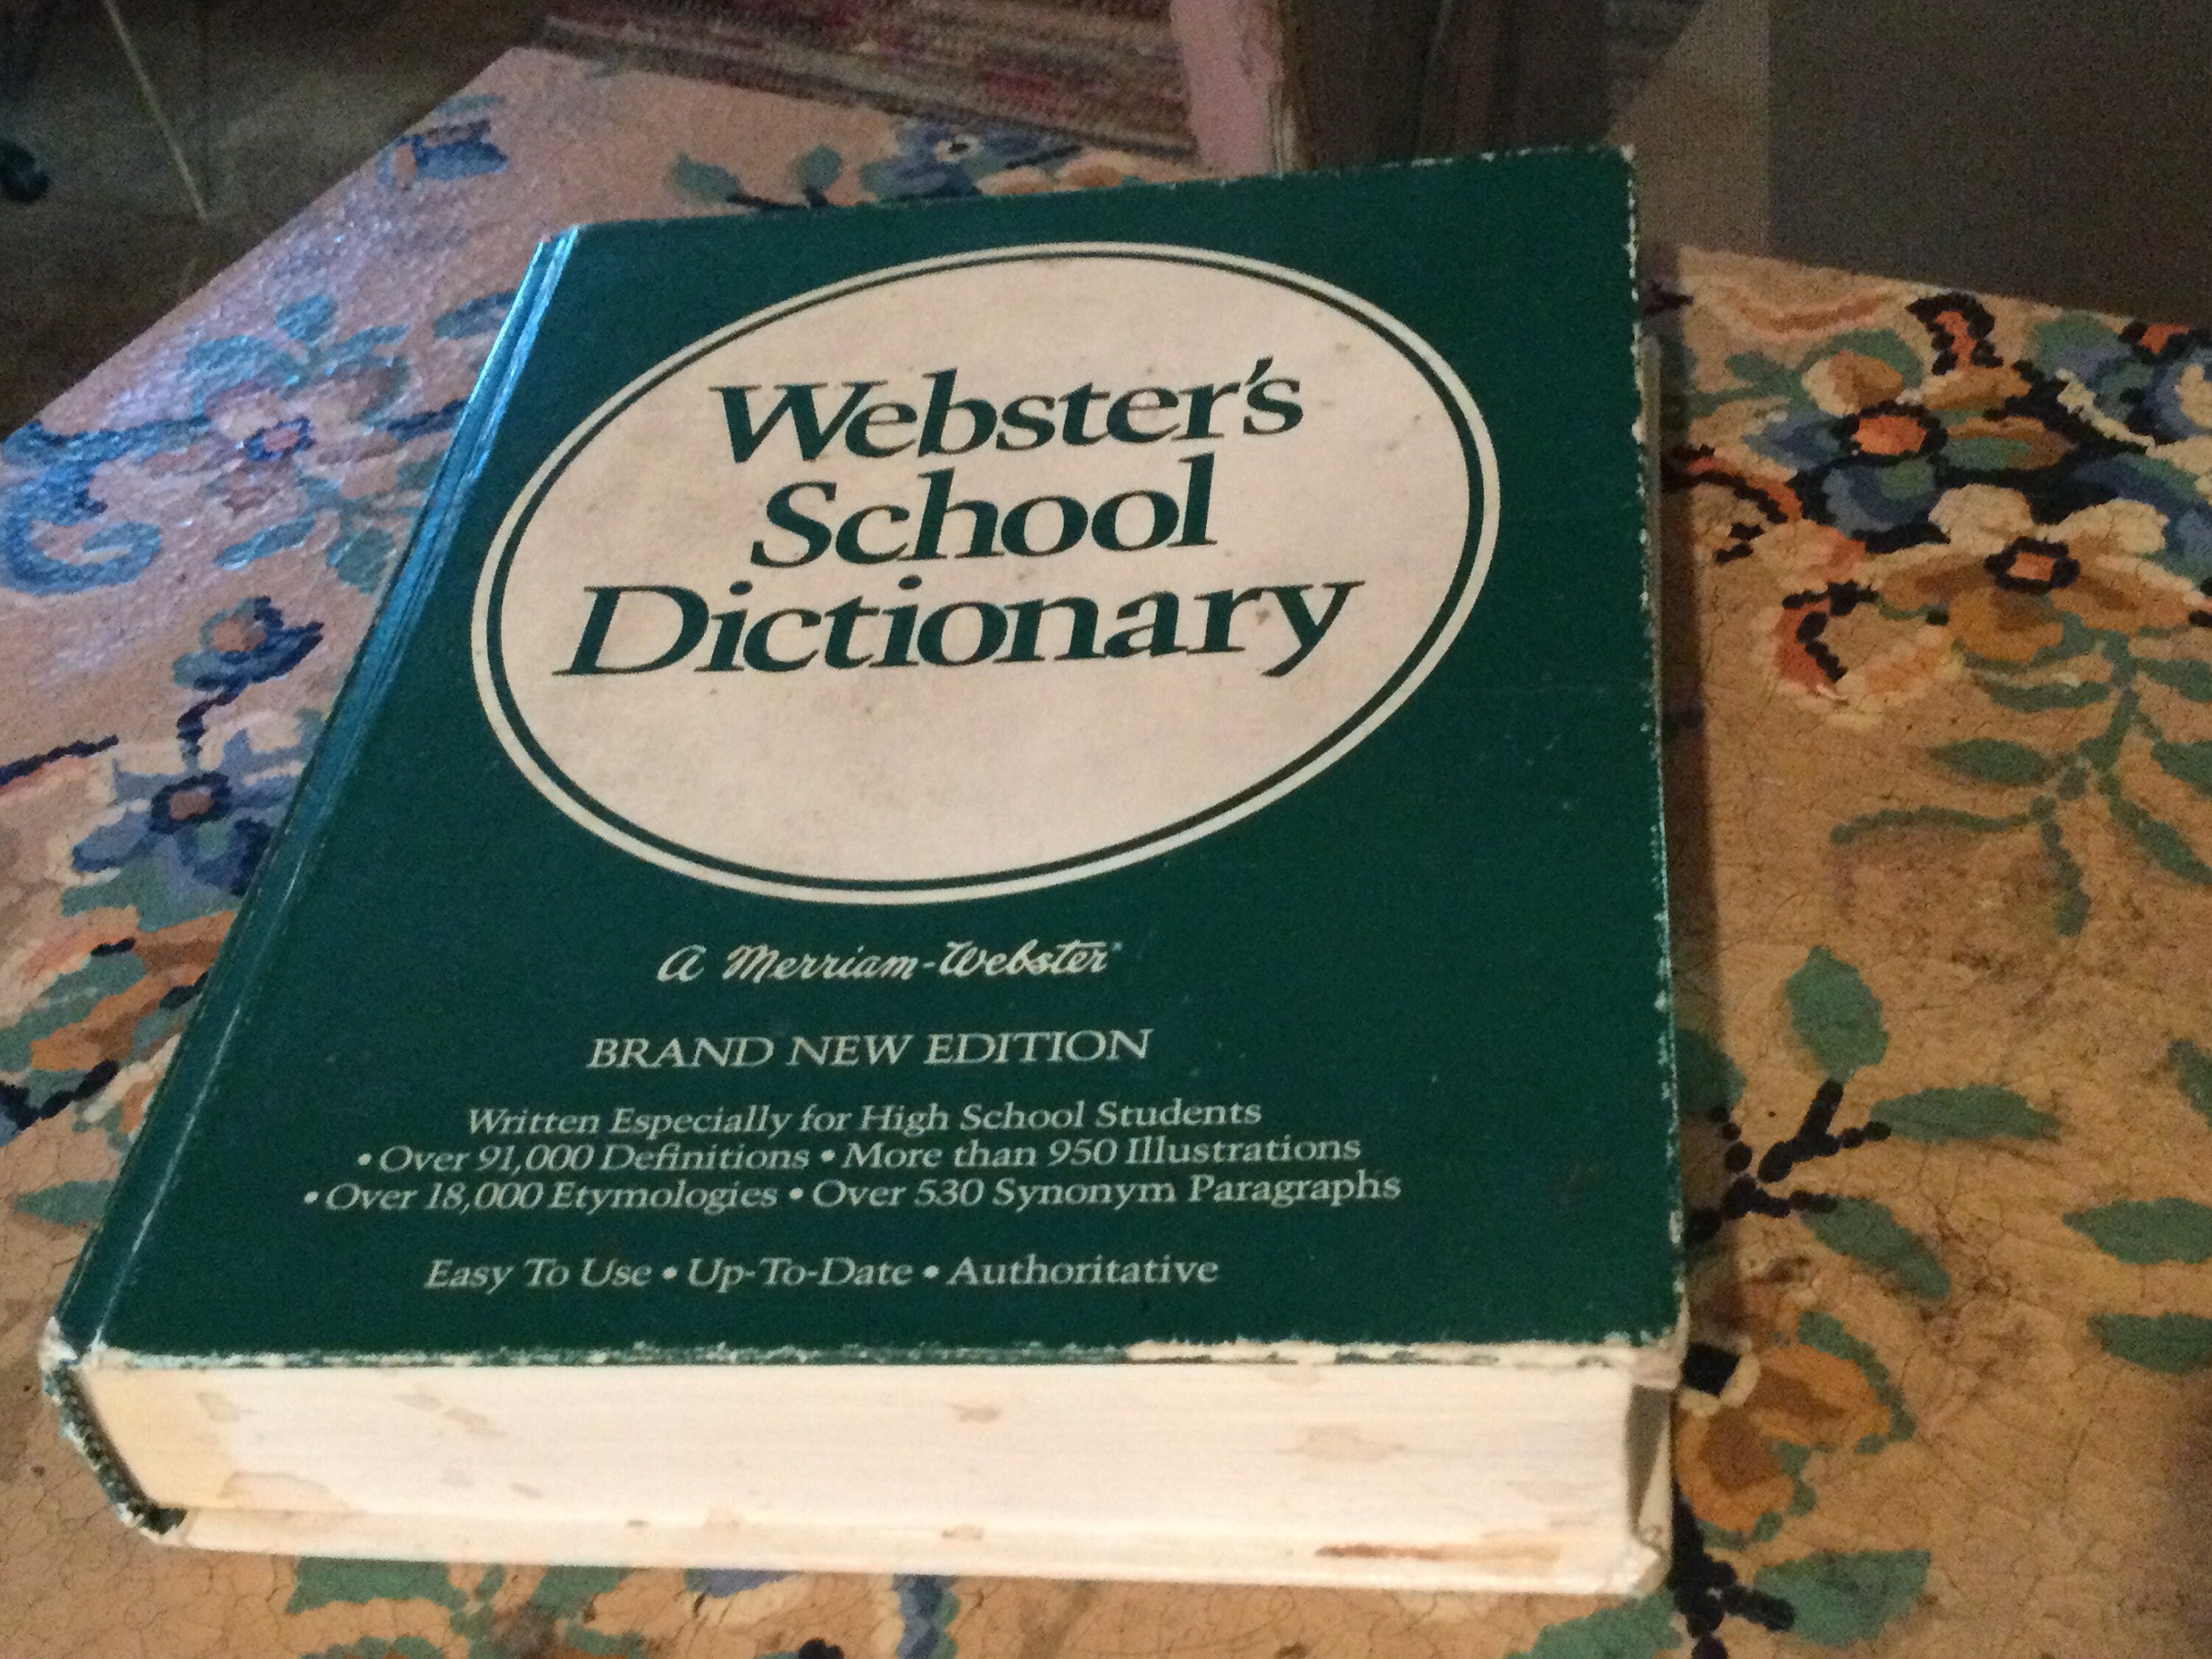 Webster's
School
Dictionary
A Merriam-Webster®
BRAND NEW EDITION
Written Especially for High School Students
• Over 91,000 Definitions • More than 950 Illustrations
• Over 18,000 Etymologies • Over 530 Synonym Paragraphs
Easy To Use • Up-To-Date • Authoritative